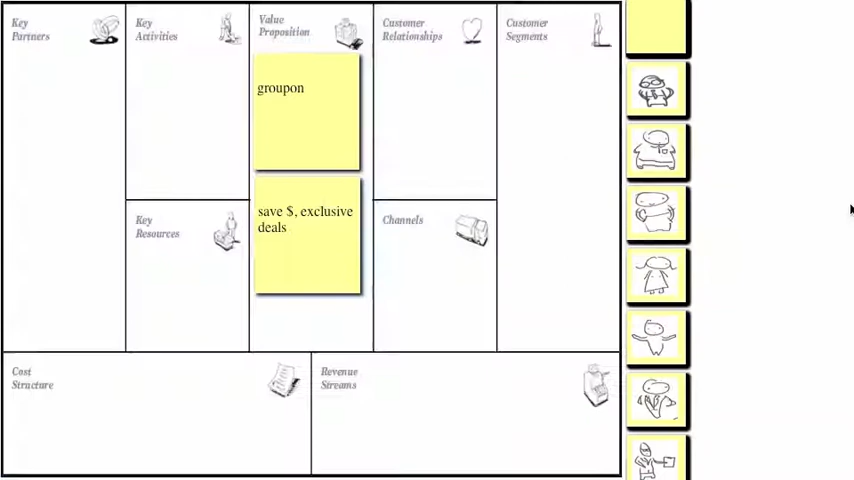 Key
Partners
Key
Activities
Value
Proposition
Customer
Relationships
Customer
Segments
groupon
save $, exclusive
deals
Key
Resources
Channels
Cost
Structure
Revenue
Streams